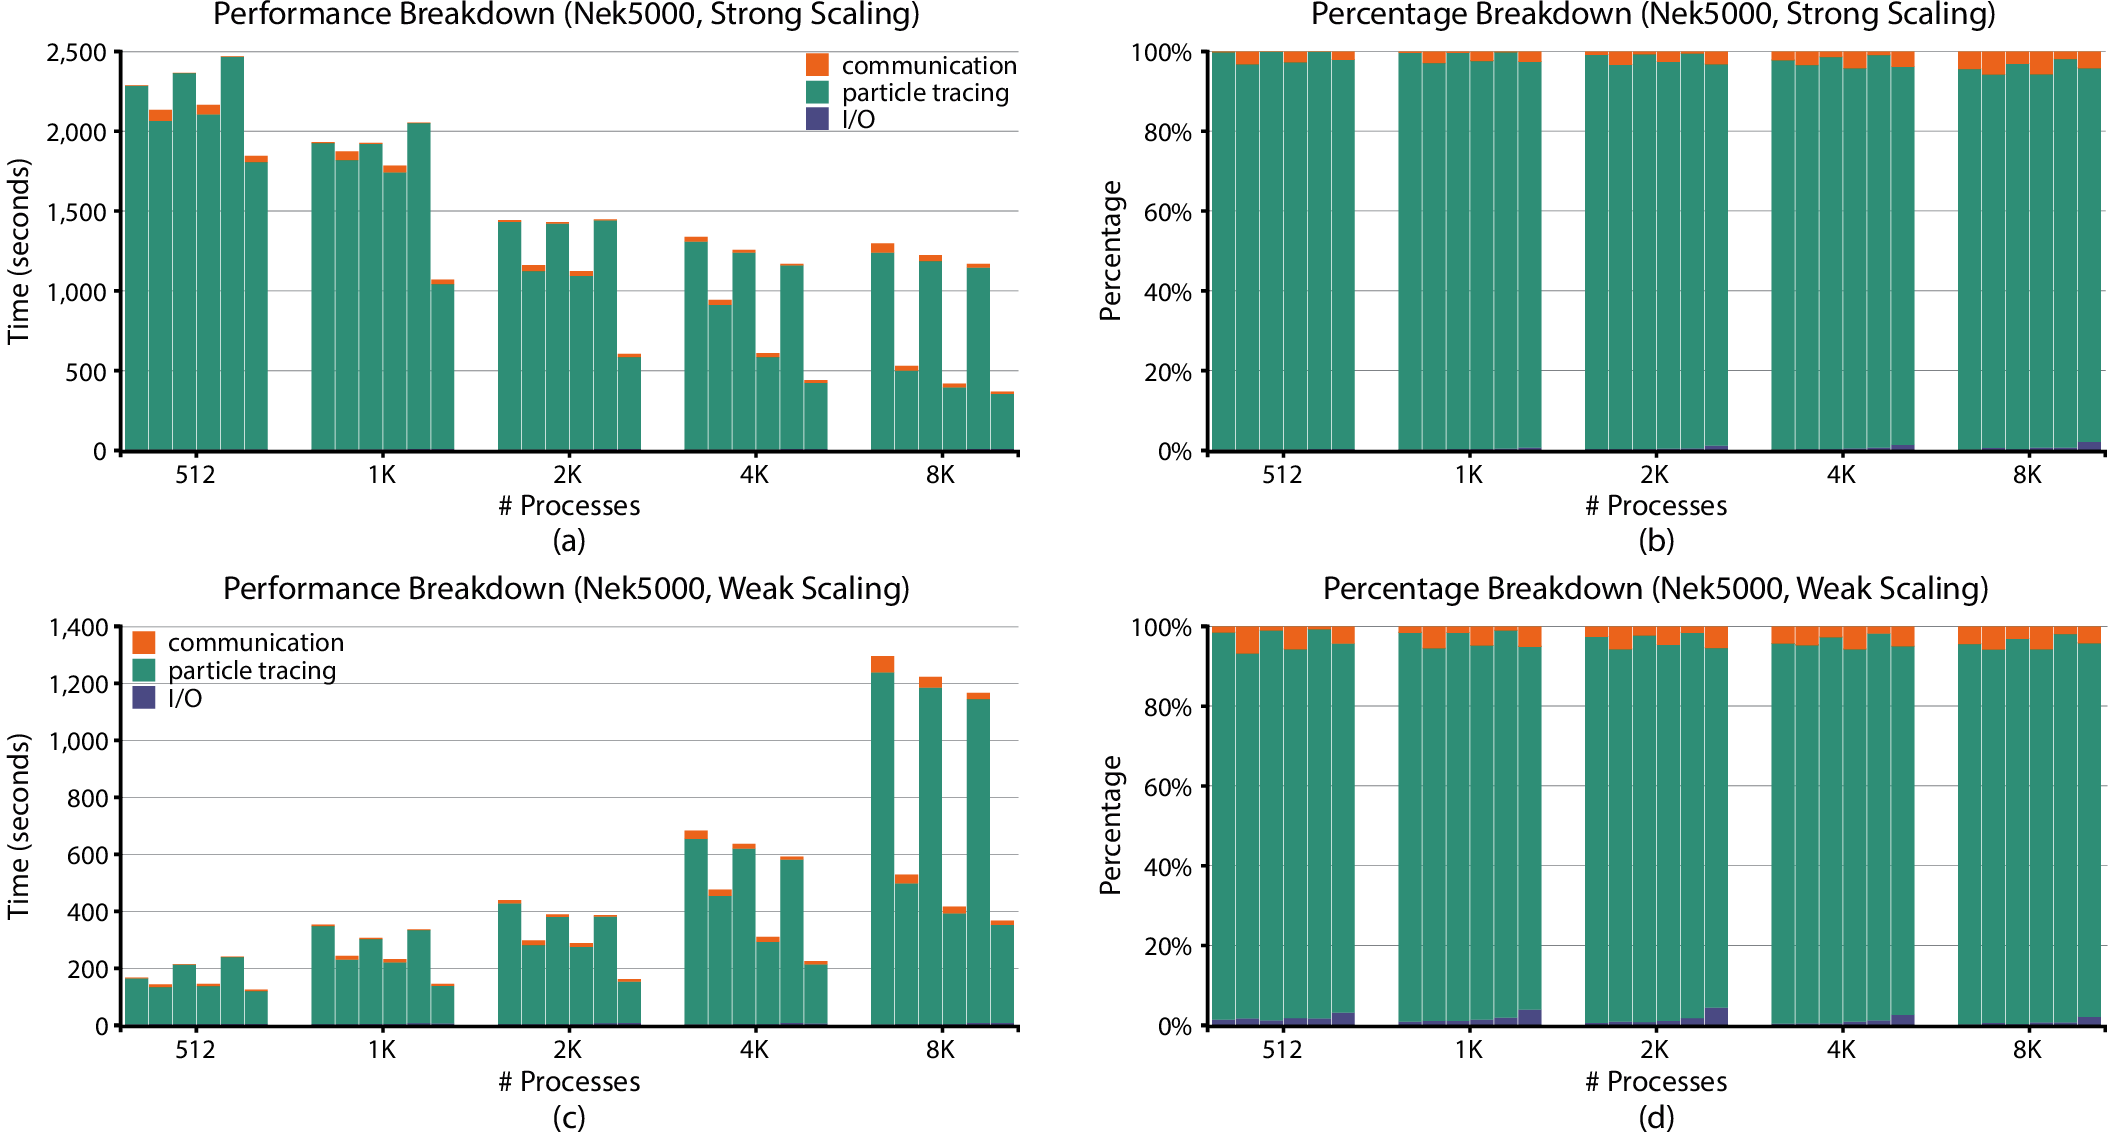 Performance Breakdown (Nek5000, Strong Scaling)
2,500
2,000
1,500
1,000
500
0
Time (seconds)
communication
particle tracing
I/O
512
1K
2K
4K
8K
# Processes
(a)
Percentage Breakdown (Nek5000, Strong Scaling)
100%
80%
60%
40%
20%
0%
Percentage
512
1K
2K
4K
8K
# Processes
(b)
Performance Breakdown (Nek5000, Weak Scaling)
1,400
1,200
1,000
800
600
400
200
0
Time (seconds)
communication
particle tracing
I/O
512
1K
2K
4K
8K
# Processes
(c)
Percentage Breakdown (Nek5000, Weak Scaling)
100%
80%
60%
40%
20%
0%
Percentage
512
1K
2K
4K
8K
# Processes
(d)